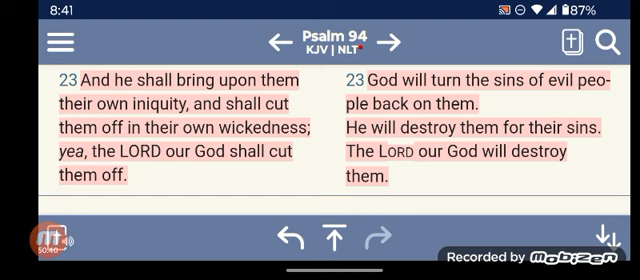 8:41
87%
Psalm 94
KJV | NLT
23 And he shall bring upon them
their own iniquity, and shall cut
them off in their own wickedness;
yea, the LORD our God shall cut
them off.
23 God will turn the sins of evil peo-
ple back on them.
He will destroy them for their sins.
The LORD our God will destroy
them.
50:40
Recorded by Mobizen